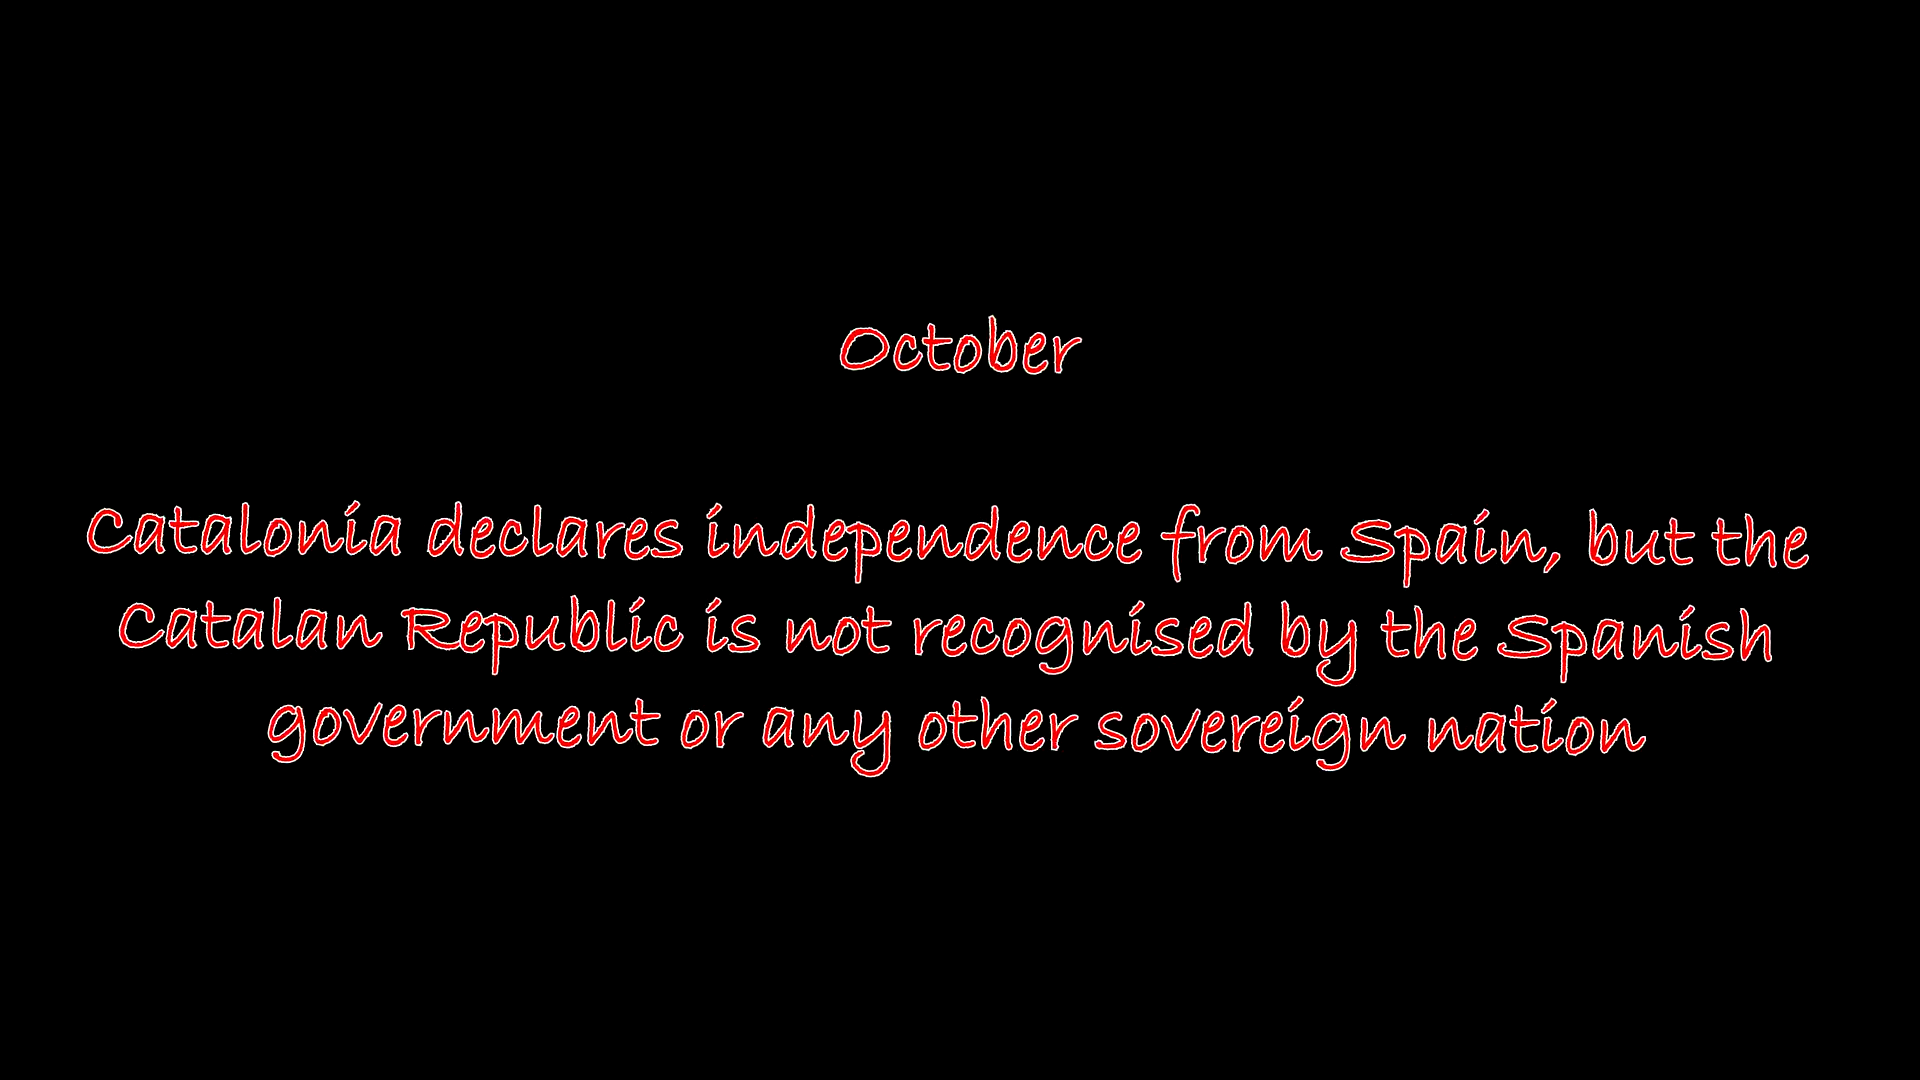 October
Catalonia declares independence from Spain, but the
Catalan Republic is not recognised by the Spanish
government or any other sovereign nation